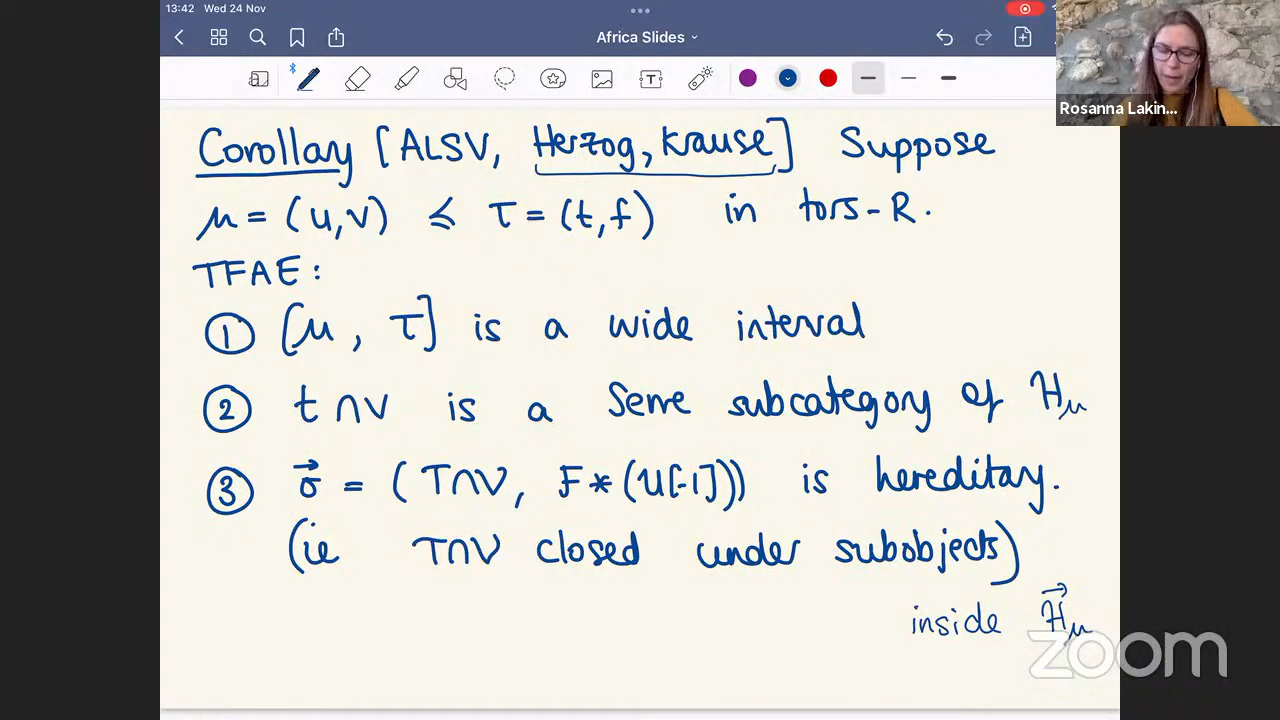 13:42 Wed 24 Nov
Africa Slides
Rosanna Lakin...
Corollay [ALSV, Herzog, Krause] Suppose
μ = (u, v) ≤ τ = (t, f) in tors-R.
TFAE:
① [μ, τ] is a wide interval
② t∩v is a Serre subcategory of H_μ
③ σ⃗ = (T∩V, F*(U[-1])) is hereditary.
(ie T∩V closed under subobjects)
inside H⃗_μ
zoom